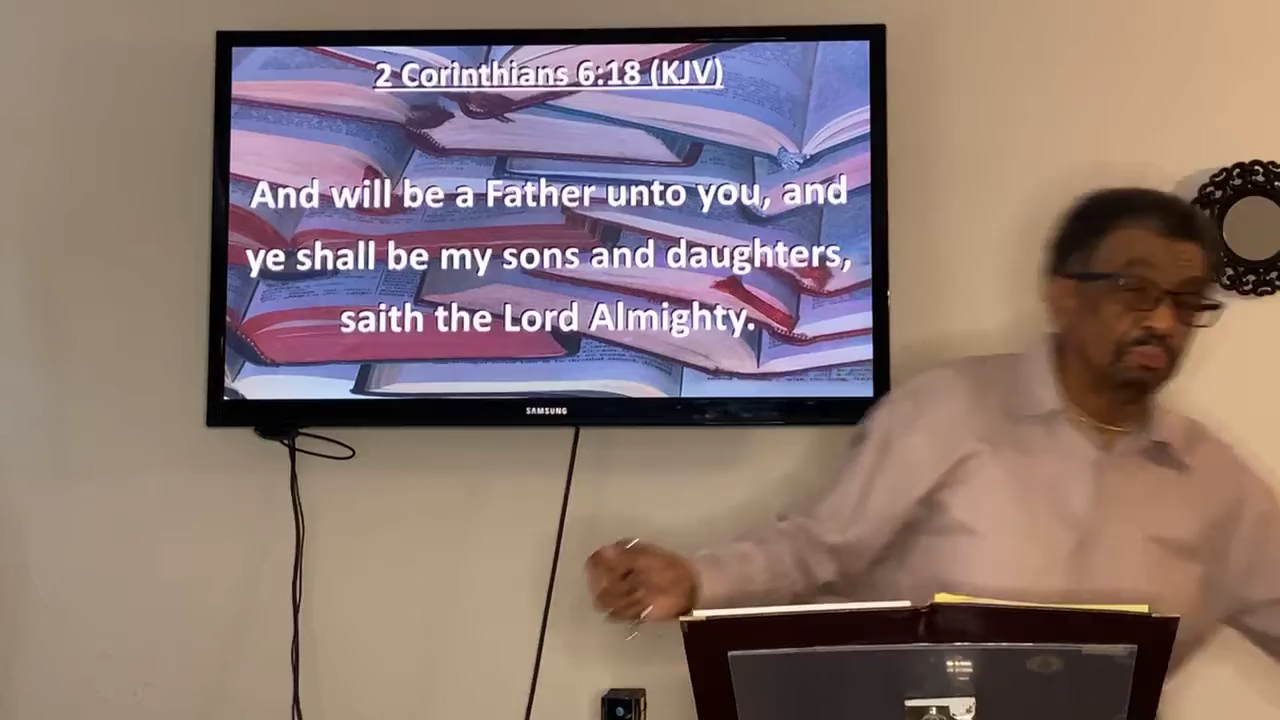 2 Corinthians 6:18 (KJV)
And will be a Father unto you, and
ye shall be my sons and daughters,
saith the Lord Almighty.
SAMSUNG